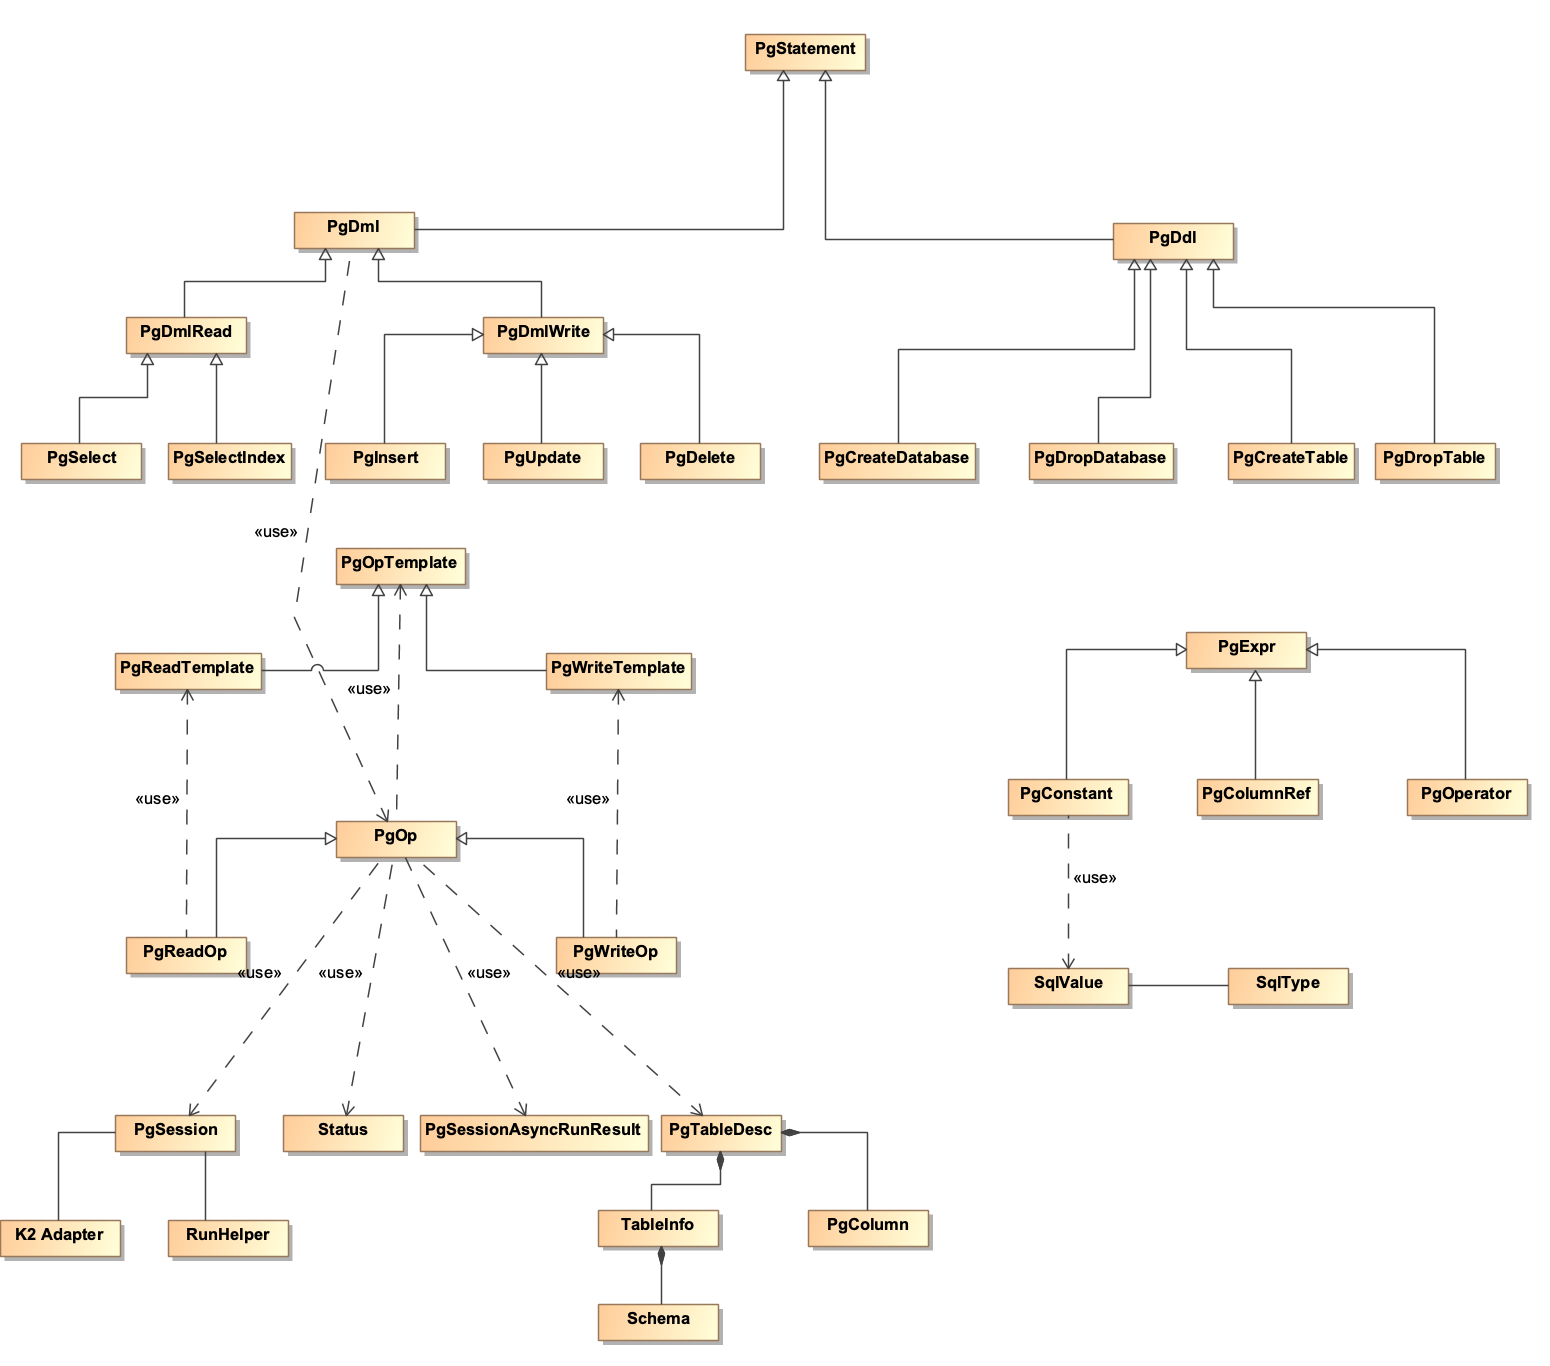 PgStatement
PgDml
PgDdl
PgDmlRead
PgDmlWrite
PgSelect
PgSelectIndex
PgInsert
PgUpdate
PgDelete
PgCreateDatabase
PgDropDatabase
PgCreateTable
PgDropTable
«use»
PgOpTemplate
PgReadTemplate
«use»
PgWriteTemplate
PgExpr
«use»
«use»
PgConstant
PgColumnRef
PgOperator
PgOp
«use»
PgReadOp
PgWriteOp
«use»
«use»
«use»
«use»
SqlValue
SqlType
PgSession
Status
PgSessionAsyncRunResult
PgTableDesc
K2 Adapter
RunHelper
TableInfo
PgColumn
Schema